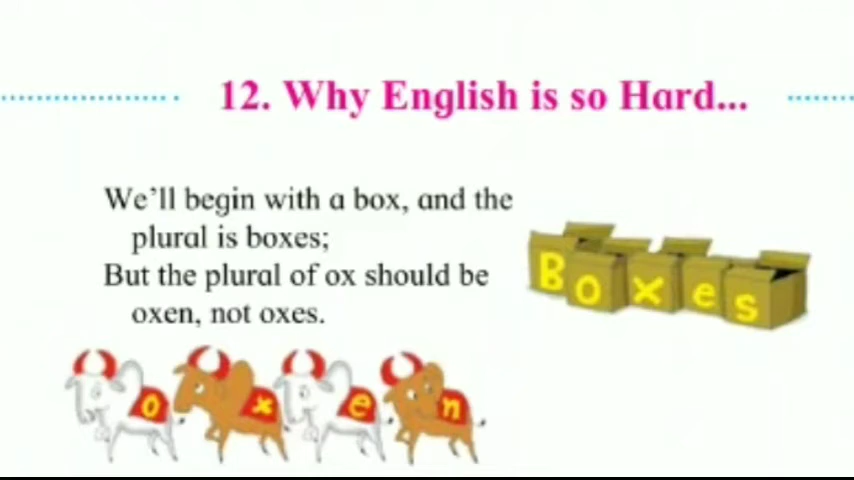 12. Why English is so Hard...
We'll begin with a box, and the
plural is boxes;
But the plural of ox should be
oxen, not oxes.
Boxes
oxen